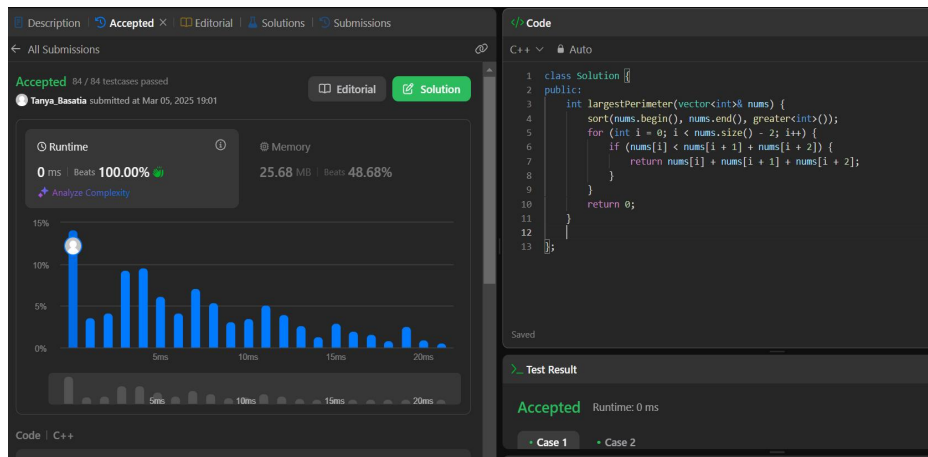 Description | Accepted × | Editorial | Solutions | Submissions
← All Submissions
Accepted 84 / 84 testcases passed
Tanya_Basatia submitted at Mar 05, 2025 19:01
Editorial
Solution
Runtime
0 ms | Beats 100.00%
Analyze Complexity
Memory
25.68 MB | Beats 48.68%
15%
10%
5%
0%
5ms 10ms 15ms 20ms
5ms 10ms 15ms 20ms
Code | C++
</> Code
C++ Auto
1 class Solution {
2 public:
3     int largestPerimeter(vector<int>& nums) {
4         sort(nums.begin(), nums.end(), greater<int>());
5         for (int i = 0; i < nums.size() - 2; i++) {
6             if (nums[i] < nums[i + 1] + nums[i + 2]) {
7                 return nums[i] + nums[i + 1] + nums[i + 2];
8             }
9         }
10         return 0;
11     }
12
13 };
Saved
>_ Test Result
Accepted Runtime: 0 ms
• Case 1 • Case 2